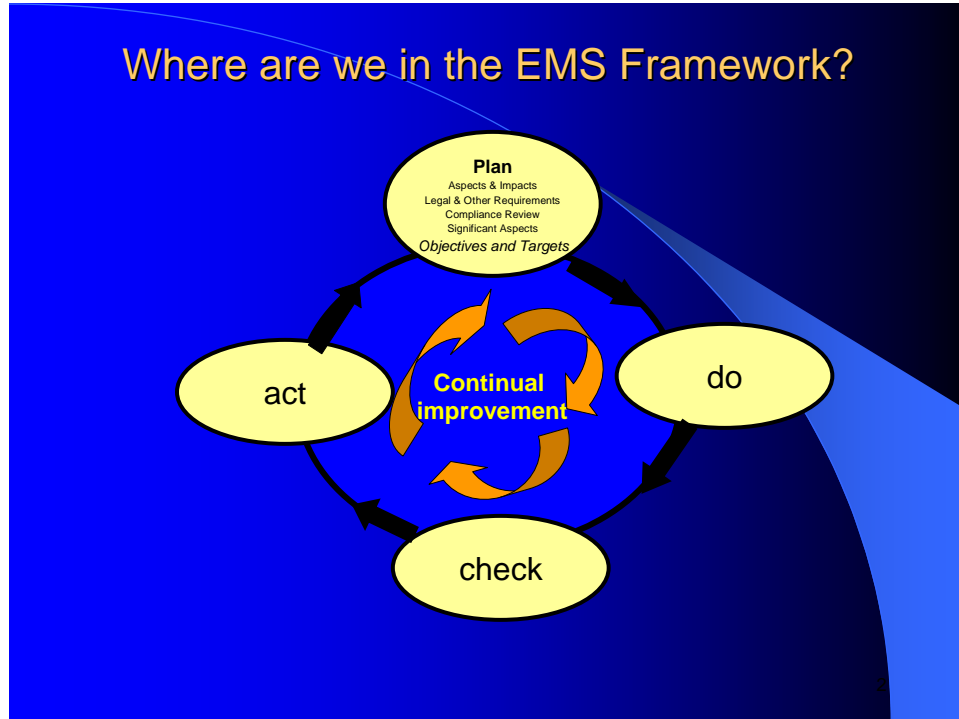 Where are we in the EMS Framework?
Plan
Aspects & Impacts
Legal & Other Requirements
Compliance Review
Significant Aspects
Objectives and Targets
act
Continual
improvement
do
check
2